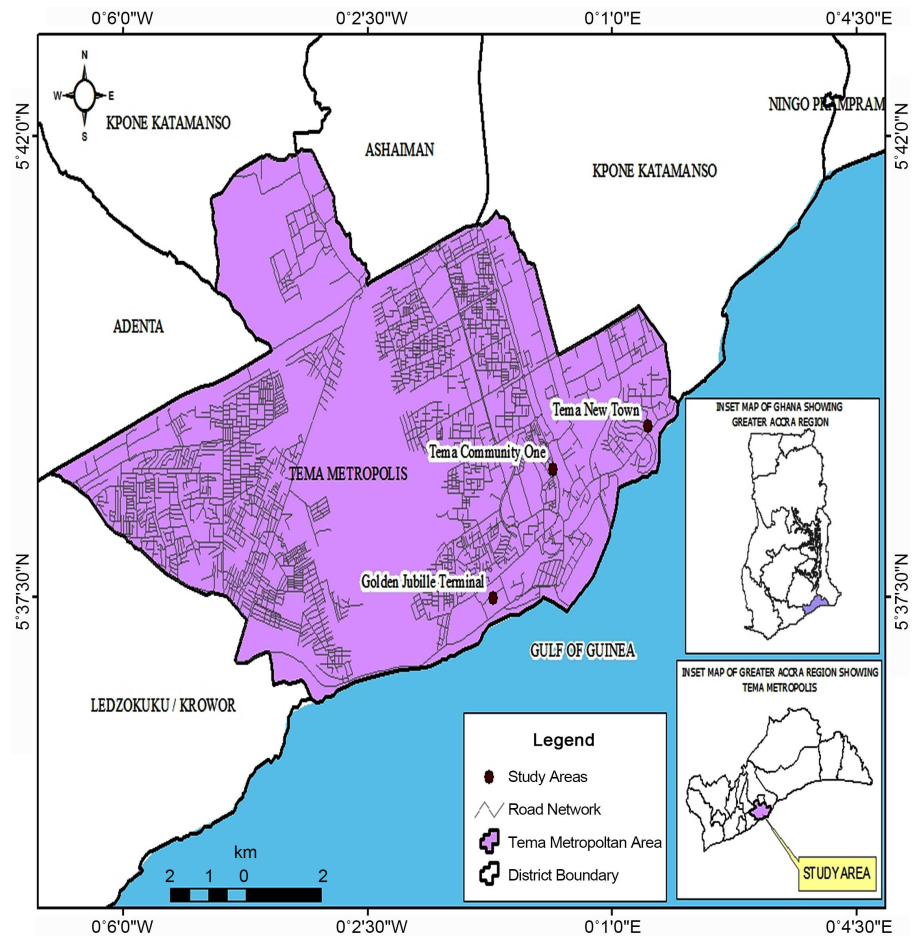 0°6'0"W
0°2'30"W
0°1'0"E
0°4'30"E
5°42'0"N
5°42'0"N
N
W
E
S
KPONE KATAMANSO
ASHAIMAN
KPONE KATAMANSO
NINGO PRAMPRAM
ADENTA
Tema New Town
Tema Community One
TEMA METROPOLIS
Golden Jubille Terminal
5°37'30"N
5°37'30"N
GULF OF GUINEA
LEDZOKUKU / KROWOR
INSET MAP OF GHANA SHOWING
GREATER ACCRA REGION
INSET MAP OF GREATER ACCRA REGION SHOWING
TEMA METROPOLIS
STUDY AREA
Legend
Study Areas
Road Network
Tema Metropoltan Area
District Boundary
km
2 1 0 2
0°6'0"W
0°2'30"W
0°1'0"E
0°4'30"E